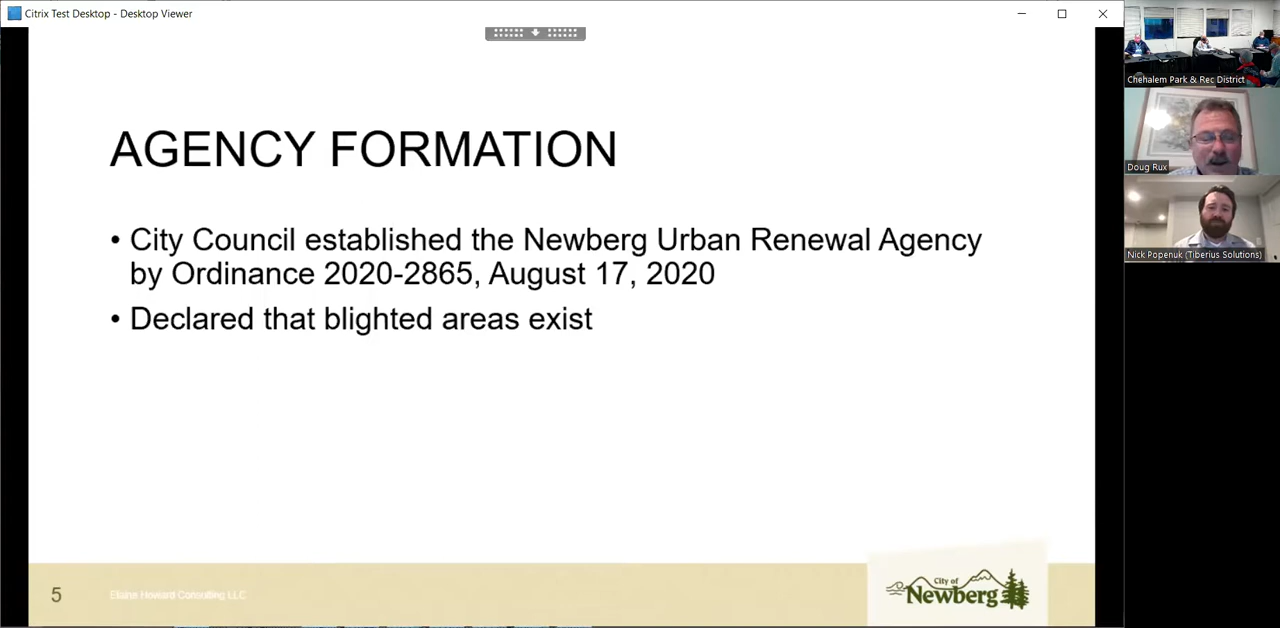 Citrix Test Desktop - Desktop Viewer
AGENCY FORMATION
• City Council established the Newberg Urban Renewal Agency
by Ordinance 2020-2865, August 17, 2020
• Declared that blighted areas exist
5
Elaine Howard Consulting LLC
City of
Newberg
Chehalem Park & Rec District
Doug Rux
Nick Popenuk (Tiberius Solutions)